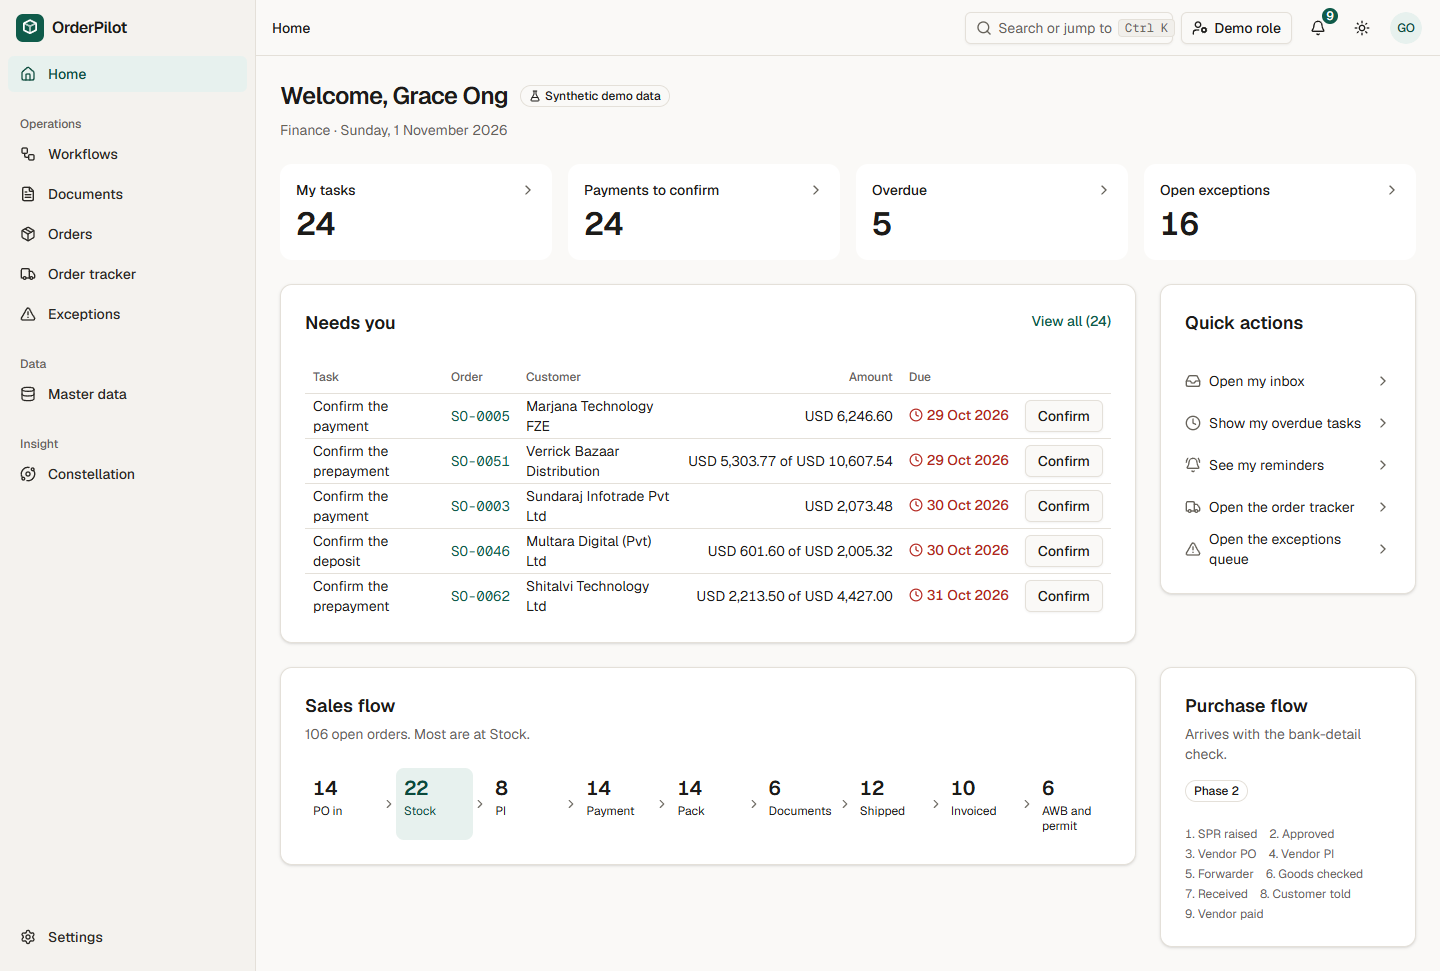 OrderPilot
Home
Search or jump to Ctrl K
Demo role
9
GO
Home
Operations
Workflows
Documents
Orders
Order tracker
Exceptions
Data
Master data
Insight
Constellation
Settings
Welcome, Grace Ong
Synthetic demo data
Finance · Sunday, 1 November 2026
My tasks
24
Payments to confirm
24
Overdue
5
Open exceptions
16
Needs you
View all (24)
Task Order Customer Amount Due
Confirm the payment SO-0005 Marjana Technology FZE USD 6,246.60 29 Oct 2026 Confirm
Confirm the prepayment SO-0051 Verrick Bazaar Distribution USD 5,303.77 of USD 10,607.54 29 Oct 2026 Confirm
Confirm the payment SO-0003 Sundaraj Infotrade Pvt Ltd USD 2,073.48 30 Oct 2026 Confirm
Confirm the deposit SO-0046 Multara Digital (Pvt) Ltd USD 601.60 of USD 2,005.32 30 Oct 2026 Confirm
Confirm the prepayment SO-0062 Shitalvi Technology Ltd USD 2,213.50 of USD 4,427.00 31 Oct 2026 Confirm
Quick actions
Open my inbox
Show my overdue tasks
See my reminders
Open the order tracker
Open the exceptions
queue
Sales flow
106 open orders. Most are at Stock.
14
PO in
22
Stock
8
PI
14
Payment
14
Pack
6
Documents
12
Shipped
10
Invoiced
6
AWB and
permit
Purchase flow
Arrives with the bank-detail
check.
Phase 2
1. SPR raised 2. Approved
3. Vendor PO 4. Vendor PI
5. Forwarder 6. Goods checked
7. Received 8. Customer told
9. Vendor paid